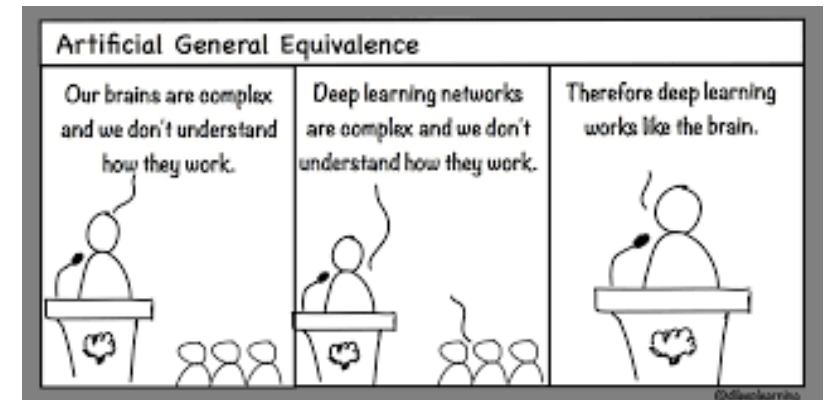 Artificial General Equivalence
Our brains are complex
and we don't understand
how they work.
Deep learning networks
are complex and we don't
understand how they work.
Therefore deep learning
works like the brain.